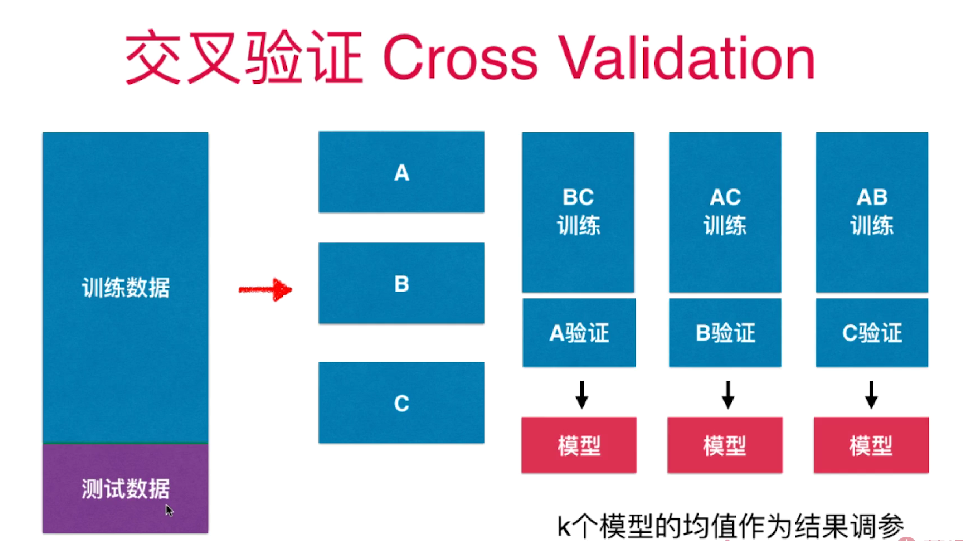 交叉验证 Cross Validation
训练数据
测试数据
A
B
C
BC
训练
A验证
模型
AC
训练
B验证
模型
AB
训练
C验证
模型
k个模型的均值作为结果调参